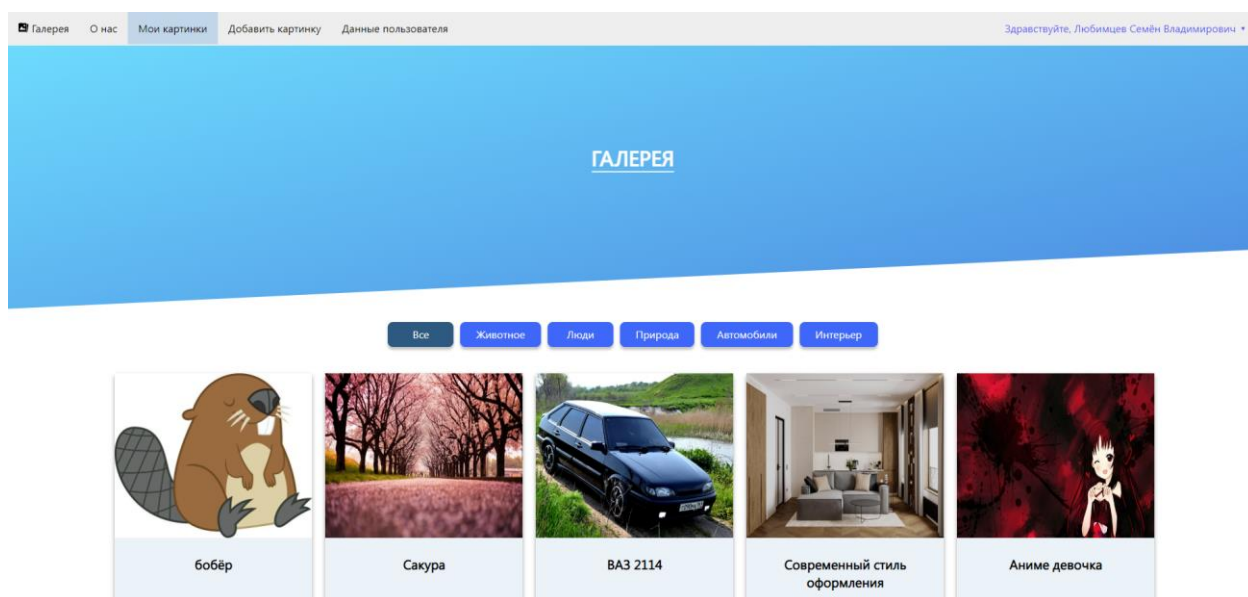 Галерея О нас Мои картинки Добавить картинку Данные пользователя Здравствуйте, Любимцев Семён Владимирович
ГАЛЕРЕЯ
Все Животное Люди Природа Автомобили Интерьер
бобёр Сакура ВАЗ 2114 Современный стиль Аниме девочка
оформления